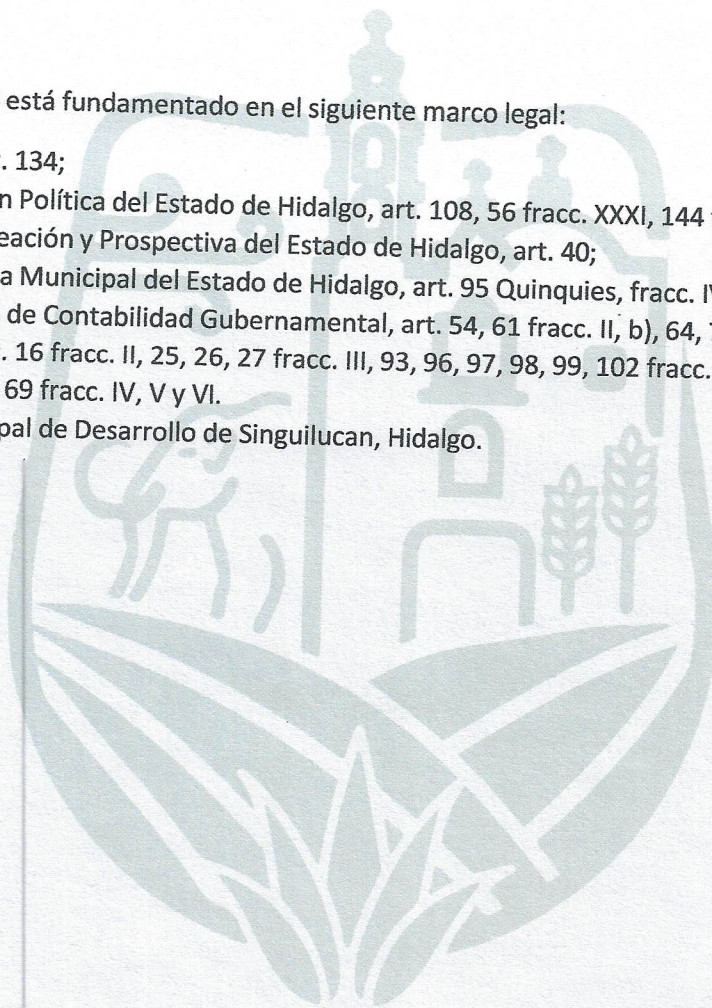 está fundamentado en el siguiente marco legal:
. 134;
n Política del Estado de Hidalgo, art. 108, 56 fracc. XXXI, 144
eación y Prospectiva del Estado de Hidalgo, art. 40;
a Municipal del Estado de Hidalgo, art. 95 Quinquies, fracc. I
de Contabilidad Gubernamental, art. 54, 61 fracc. II, b), 64,
. 16 fracc. II, 25, 26, 27 fracc. III, 93, 96, 97, 98, 99, 102 fracc.
69 fracc. IV, V y VI.
pal de Desarrollo de Singuilucan, Hidalgo.